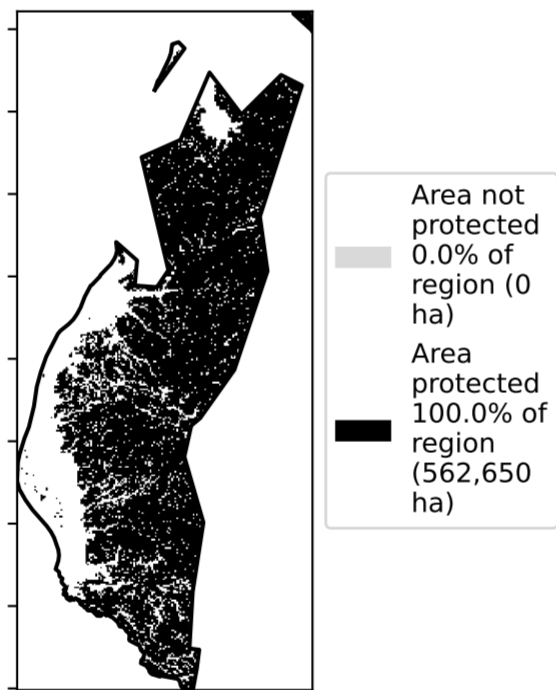 Area not
protected
0.0% of
region (0
ha)
Area
protected
100.0% of
region
(562,650
ha)